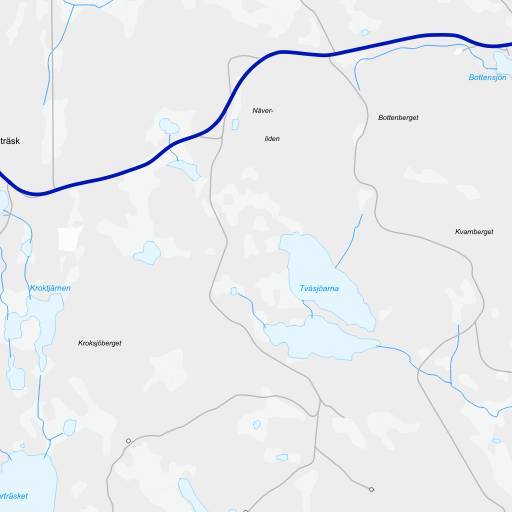 Bottensjön
Näver-
Bottenberget
liden
träsk
Kvarnberget
Kroktjärnen
Tväsjöarna
Kroksjöberget
rträsket